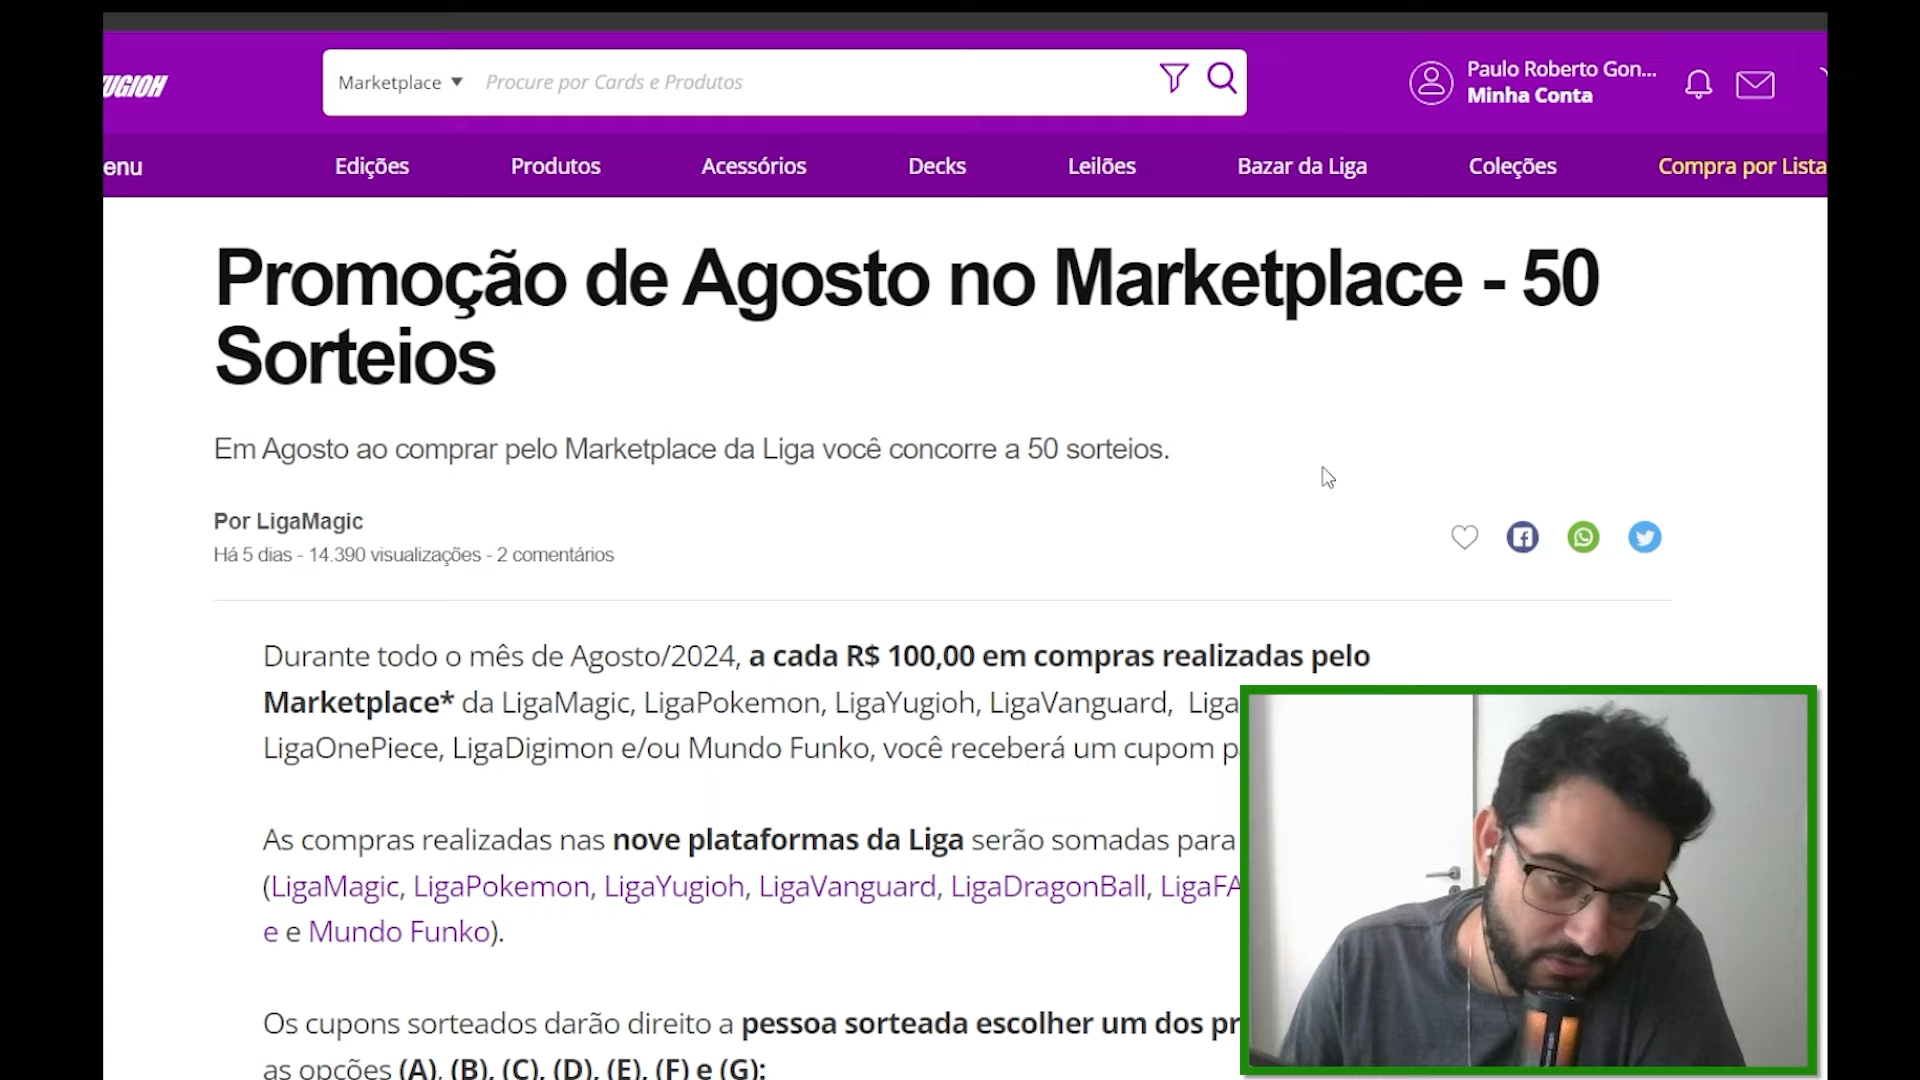 YUGIOH
Marketplace
Procure por Cards e Produtos
Paulo Roberto Gon...
Minha Conta
enu
Edições
Produtos
Acessórios
Decks
Leilões
Bazar da Liga
Coleções
Compra por Lista
Promoção de Agosto no Marketplace - 50
Sorteios
Em Agosto ao comprar pelo Marketplace da Liga você concorre a 50 sorteios.
Por LigaMagic
Há 5 dias - 14.390 visualizações - 2 comentários
Durante todo o mês de Agosto/2024, a cada R$ 100,00 em compras realizadas pelo
Marketplace* da LigaMagic, LigaPokemon, LigaYugioh, LigaVanguard, Liga
LigaOnePiece, LigaDigimon e/ou Mundo Funko, você receberá um cupom p
As compras realizadas nas nove plataformas da Liga serão somadas para
(LigaMagic, LigaPokemon, LigaYugioh, LigaVanguard, LigaDragonBall, LigaFA
e e Mundo Funko).
Os cupons sorteados darão direito a pessoa sorteada escolher um dos pr
as opções (A), (B), (C), (D), (E), (F) e (G):